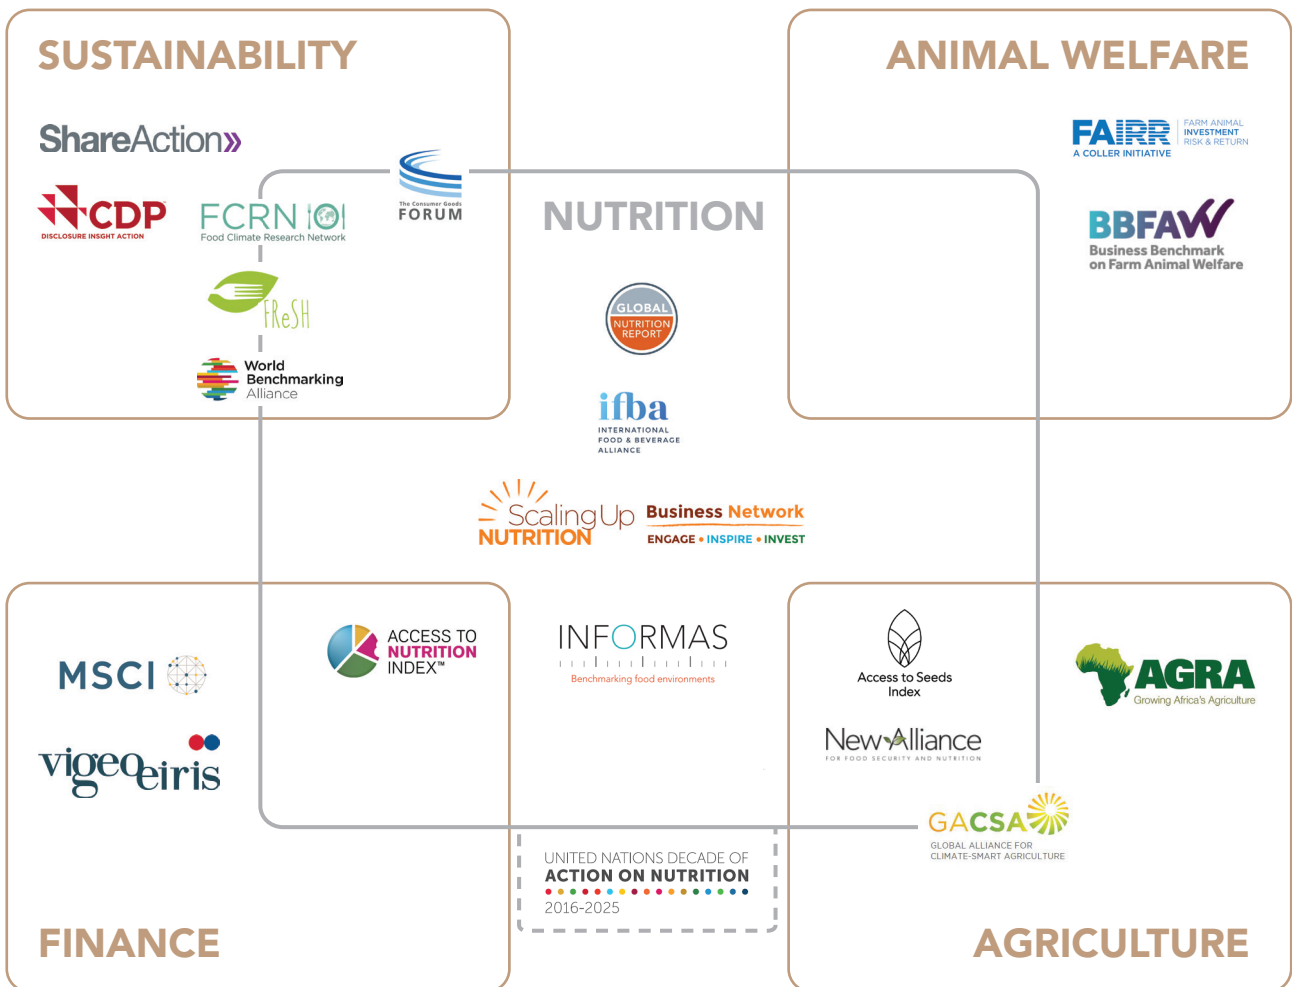 SUSTAINABILITY
ShareAction»
CDP
DISCLOSURE INSIGHT ACTION
FCRN
Food Climate Research Network
The Consumer Goods
FORUM
FReSH
World
Benchmarking
Alliance
ANIMAL WELFARE
FAIRR
A COLLER INITIATIVE
FARM ANIMAL
INVESTMENT
RISK & RETURN
BBFAW
Business Benchmark
on Farm Animal Welfare
NUTRITION
GLOBAL
NUTRITION
REPORT
ifba
INTERNATIONAL
FOOD & BEVERAGE
ALLIANCE
Scaling Up
NUTRITION
Business Network
ENGAGE • INSPIRE • INVEST
INFORMAS
Benchmarking food environments
MSCI
vigeoeiris
ACCESS TO
NUTRITION
INDEX™
FINANCE
Access to Seeds
Index
New Alliance
FOR FOOD SECURITY AND NUTRITION
AGRA
Growing Africa's Agriculture
GACSA
GLOBAL ALLIANCE FOR
CLIMATE-SMART AGRICULTURE
AGRICULTURE
UNITED NATIONS DECADE OF
ACTION ON NUTRITION
2016-2025